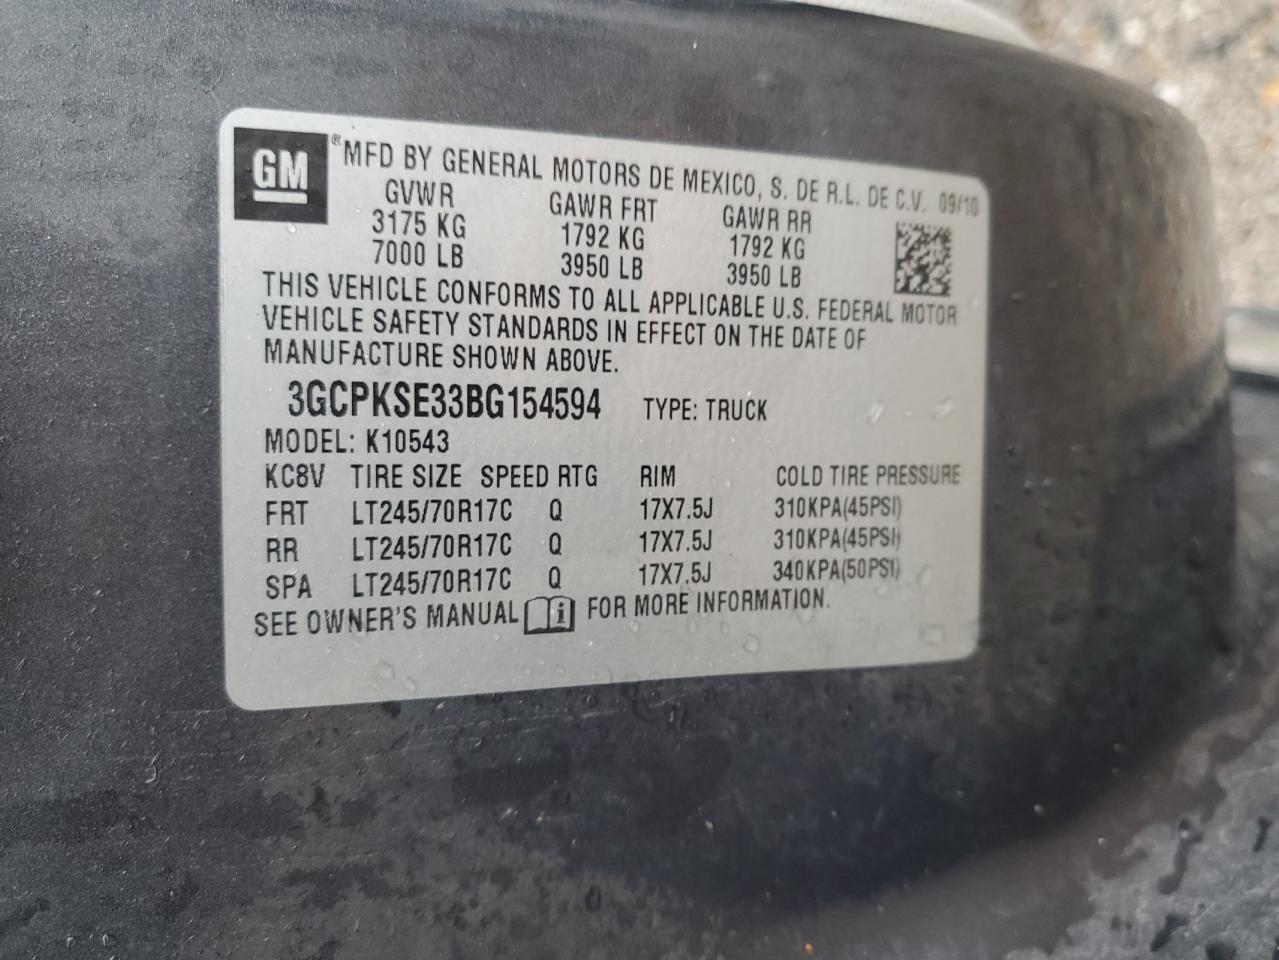 GM ® MFD BY GENERAL MOTORS DE MEXICO, S. DE R.L. DE C.V. 09/10
GVWR GAWR FRT GAWR RR
3175 KG 1792 KG 1792 KG
7000 LB 3950 LB 3950 LB
THIS VEHICLE CONFORMS TO ALL APPLICABLE U.S. FEDERAL MOTOR
VEHICLE SAFETY STANDARDS IN EFFECT ON THE DATE OF
MANUFACTURE SHOWN ABOVE.
3GCPKSE33BG154594 TYPE: TRUCK
MODEL: K10543
KC8V TIRE SIZE SPEED RTG RIM COLD TIRE PRESSURE
FRT LT245/70R17C Q 17X7.5J 310KPA(45PSI)
RR LT245/70R17C Q 17X7.5J 310KPA(45PSI)
SPA LT245/70R17C Q 17X7.5J 340KPA(50PSI)
SEE OWNER'S MANUAL i FOR MORE INFORMATION.